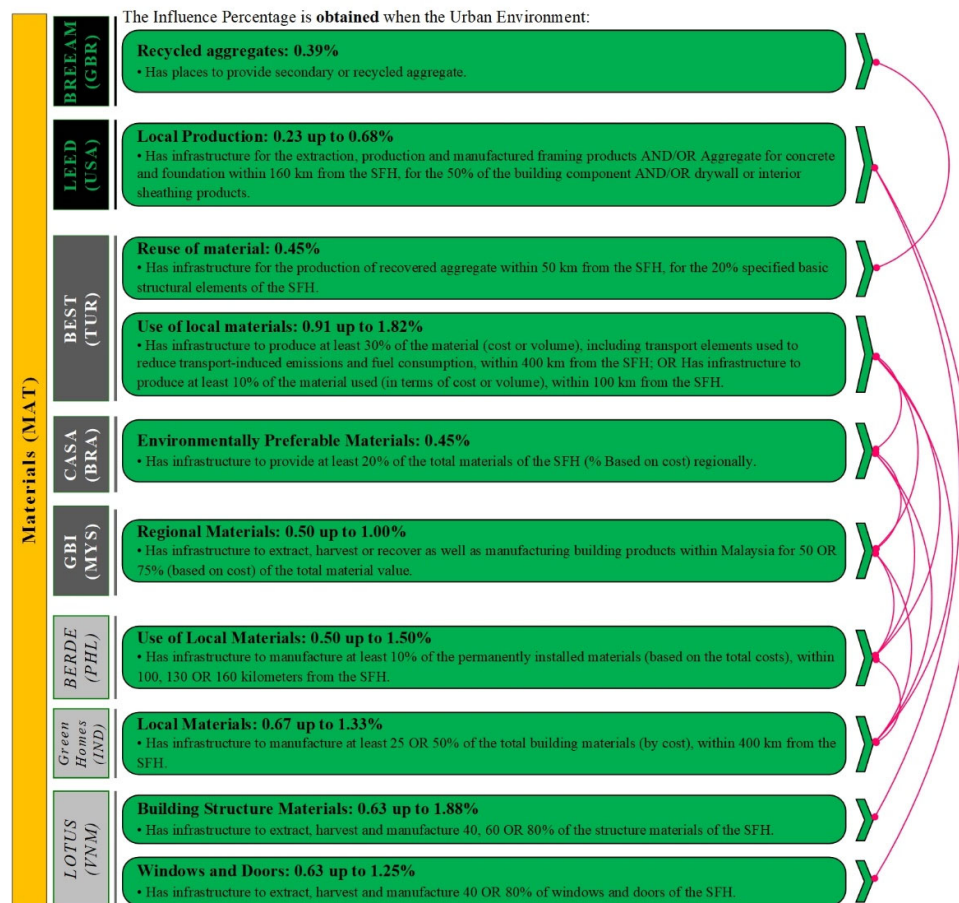 The Influence Percentage is obtained when the Urban Environment:
Materials (MAT)
BREEAM
(GBR)
Recycled aggregates: 0.39%
• Has places to provide secondary or recycled aggregate.
LEED
(USA)
Local Production: 0.23 up to 0.68%
• Has infrastructure for the extraction, production and manufactured framing products AND/OR Aggregate for concrete
and foundation within 160 km from the SFH, for the 50% of the building component AND/OR drywall or interior
sheathing products.
BEST
(TUR)
Reuse of material: 0.45%
• Has infrastructure for the production of recovered aggregate within 50 km from the SFH, for the 20% specified basic
structural elements of the SFH.
Use of local materials: 0.91 up to 1.82%
• Has infrastructure to produce at least 30% of the material (cost or volume), including transport elements used to
reduce transport-induced emissions and fuel consumption, within 400 km from the SFH; OR Has infrastructure to
produce at least 10% of the material used (in terms of cost or volume), within 100 km from the SFH.
CASA
(BRA)
Environmentally Preferable Materials: 0.45%
• Has infrastructure to provide at least 20% of the total materials of the SFH (% Based on cost) regionally.
GBI
(MYS)
Regional Materials: 0.50 up to 1.00%
• Has infrastructure to extract, harvest or recover as well as manufacturing building products within Malaysia for 50 OR
75% (based on cost) of the total material value.
BERDE
(PHL)
Use of Local Materials: 0.50 up to 1.50%
• Has infrastructure to manufacture at least 10% of the permanently installed materials (based on the total costs), within
100, 130 OR 160 kilometers from the SFH.
Green
Homes
(IND)
Local Materials: 0.67 up to 1.33%
• Has infrastructure to manufacture at least 25 OR 50% of the total building materials (by cost), within 400 km from the
SFH.
LOTUS
(VNM)
Building Structure Materials: 0.63 up to 1.88%
• Has infrastructure to extract, harvest and manufacture 40, 60 OR 80% of the structure materials of the SFH.
Windows and Doors: 0.63 up to 1.25%
• Has infrastructure to extract, harvest and manufacture 40 OR 80% of windows and doors of the SFH.